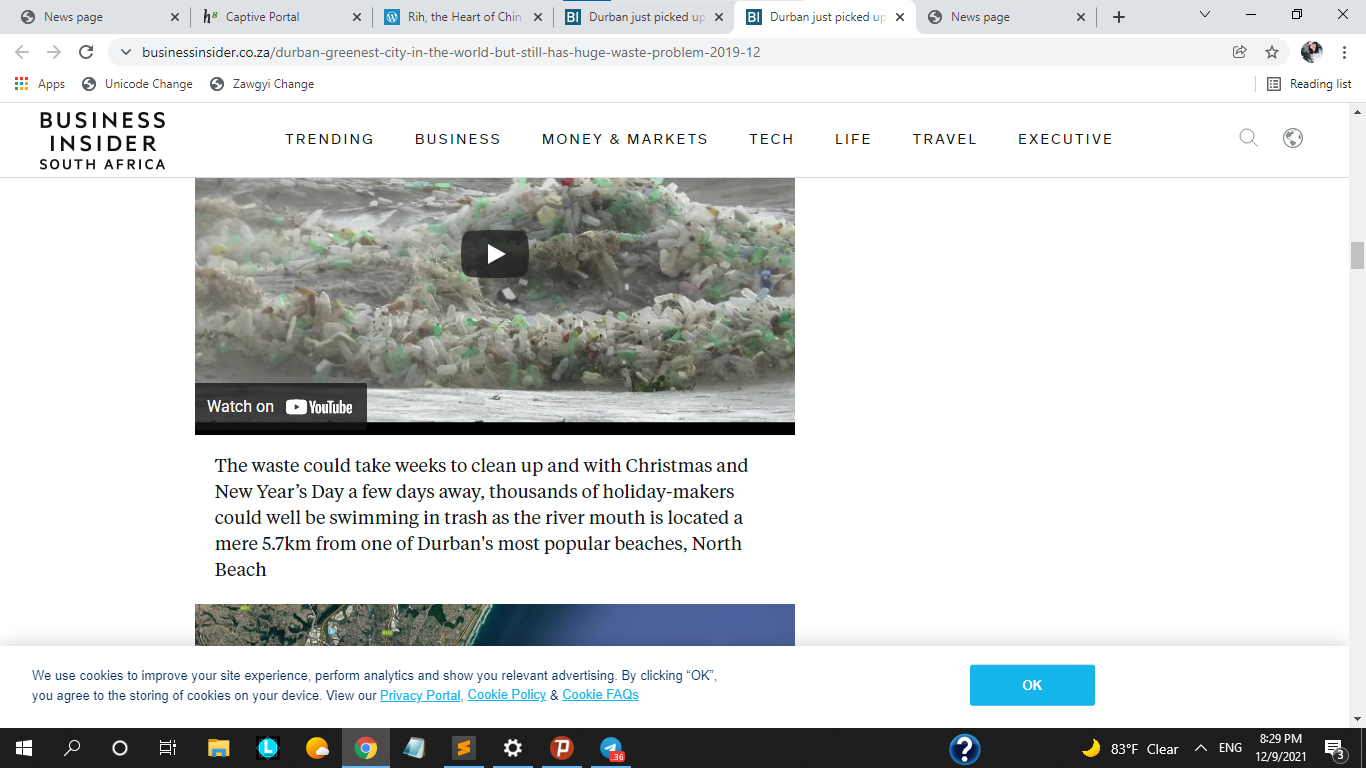 News page
Captive Portal
Rih, the Heart of Chin
Durban just picked up
Durban just picked up
News page
businessinsider.co.za/durban-greenest-city-in-the-world-but-still-has-huge-waste-problem-2019-12
Apps
Unicode Change
Zawgyi Change
Reading list
BUSINESS
INSIDER
SOUTH AFRICA
TRENDING
BUSINESS
MONEY & MARKETS
TECH
LIFE
TRAVEL
EXECUTIVE
Watch on YouTube
The waste could take weeks to clean up and with Christmas and
New Year’s Day a few days away, thousands of holiday-makers
could well be swimming in trash as the river mouth is located a
mere 5.7km from one of Durban's most popular beaches, North
Beach
We use cookies to improve your site experience, perform analytics and show you relevant advertising. By clicking “OK”,
you agree to the storing of cookies on your device. View our Privacy Portal, Cookie Policy & Cookie FAQs
OK
36
83°F Clear
ENG
8:29 PM
12/9/2021
3